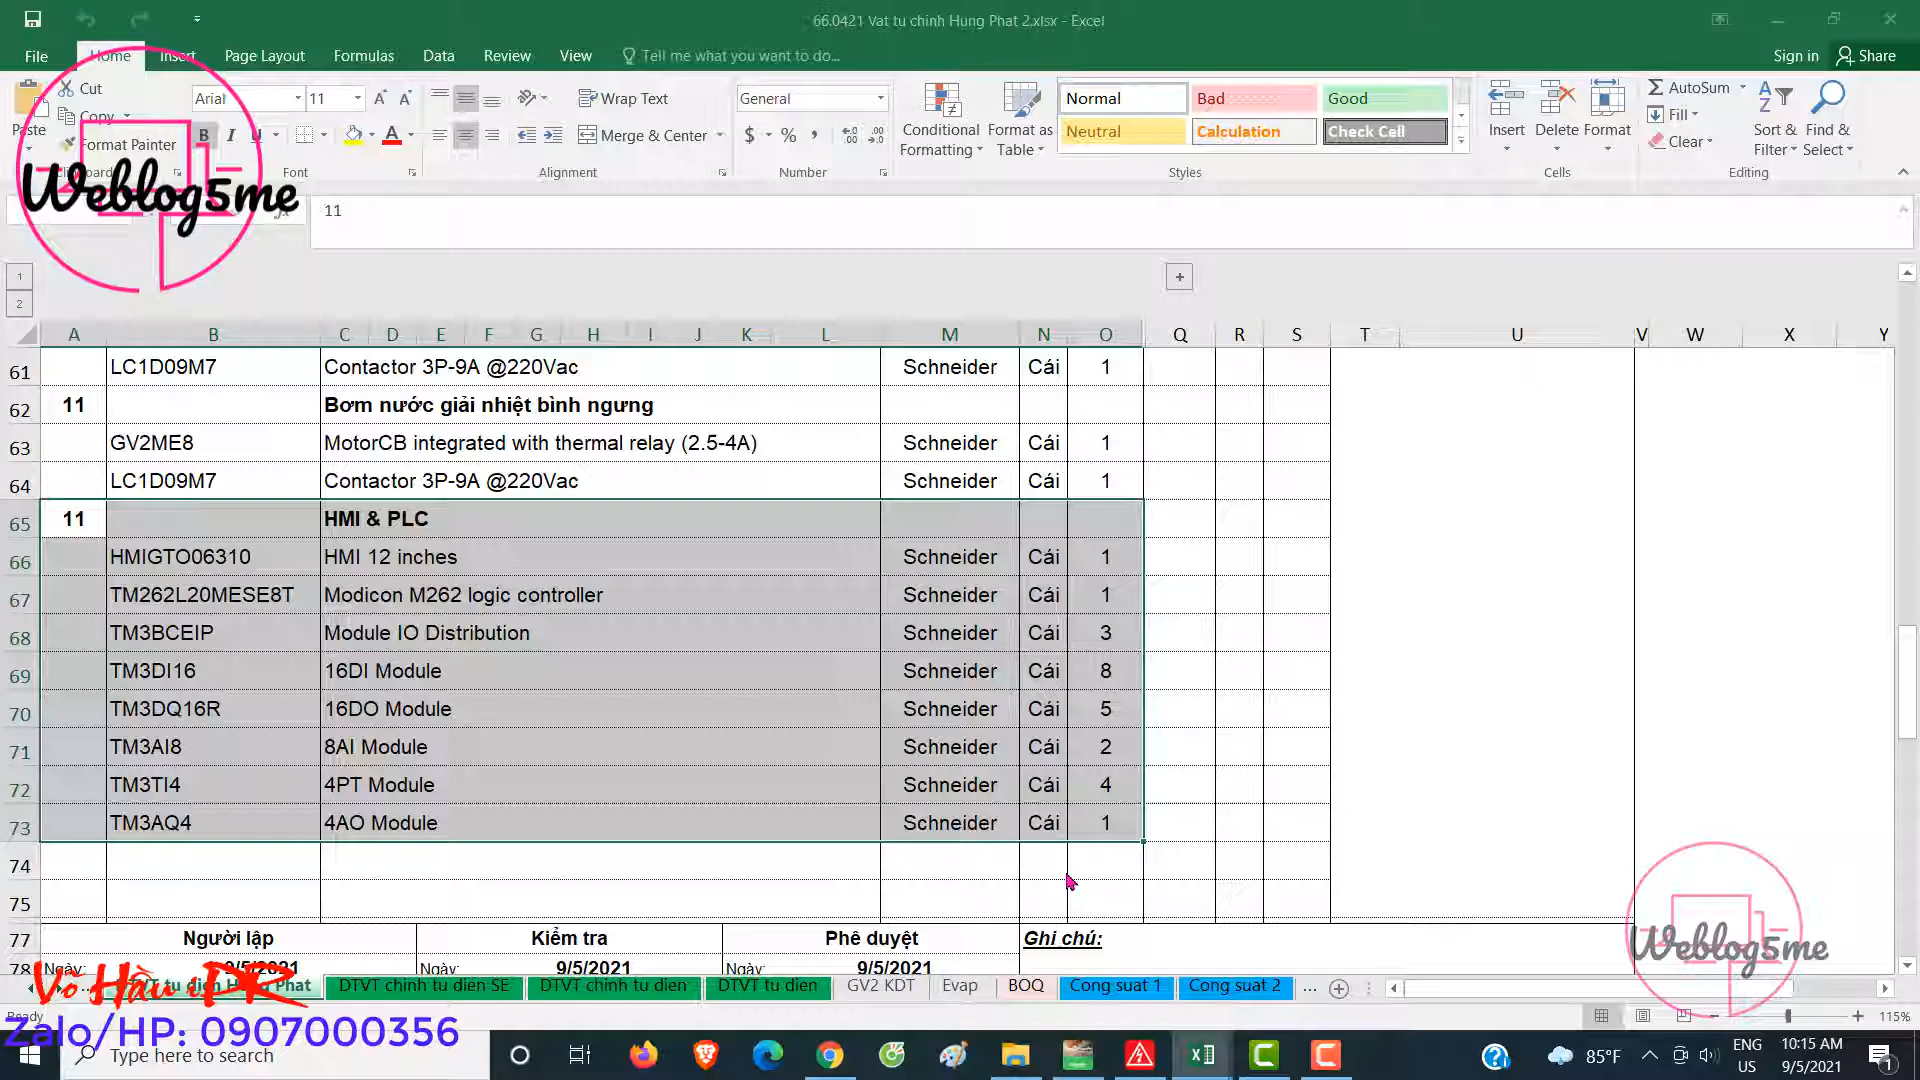 66.0421 Vat tu chinh Hung Phat 2.xlsx - Excel
File Home Insert Page Layout Formulas Data Review View Tell me what you want to do... Sign in Share
Cut
Copy
Format Painter
Paste
Arial 11
B I U
Font
Wrap Text
Merge & Center
Alignment
General
$ % ,
Number
Conditional Formatting
Format as Table
Normal Bad Good
Neutral Calculation Check Cell
Styles
Insert Delete Format
Cells
AutoSum
Fill
Clear
Sort & Filter
Find & Select
Editing
Weblog5me
11
1
2
A B C D E F G H I J K L M N O Q R S T U V W X Y
61 LC1D09M7 Contactor 3P-9A @220Vac Schneider Cái 1
62 11 Bơm nước giải nhiệt bình ngưng
63 GV2ME8 MotorCB integrated with thermal relay (2.5-4A) Schneider Cái 1
64 LC1D09M7 Contactor 3P-9A @220Vac Schneider Cái 1
65 11 HMI & PLC
66 HMIGTO06310 HMI 12 inches Schneider Cái 1
67 TM262L20MESE8T Modicon M262 logic controller Schneider Cái 1
68 TM3BCEIP Module IO Distribution Schneider Cái 3
69 TM3DI16 16DI Module Schneider Cái 8
70 TM3DQ16R 16DO Module Schneider Cái 5
71 TM3AI8 8AI Module Schneider Cái 2
72 TM3TI4 4PT Module Schneider Cái 4
73 TM3AQ4 4AO Module Schneider Cái 1
74
75
77 Người lập Kiểm tra Phê duyệt Ghi chú:
78 Ngày: 9/5/2021 Ngày: 9/5/2021 Ngày: 9/5/2021
Weblog5me
tu dien Hung Phat DTVT chinh tu dien SE DTVT chinh tu dien DTVT tu dien GV2 KDT Evap BOQ Cong suat 1 Cong suat 2 ...
Võ Hầu
Ready
115%
Zalo/HP: 0907000356
Type here to search
85°F
ENG
US
10:15 AM
9/5/2021
1